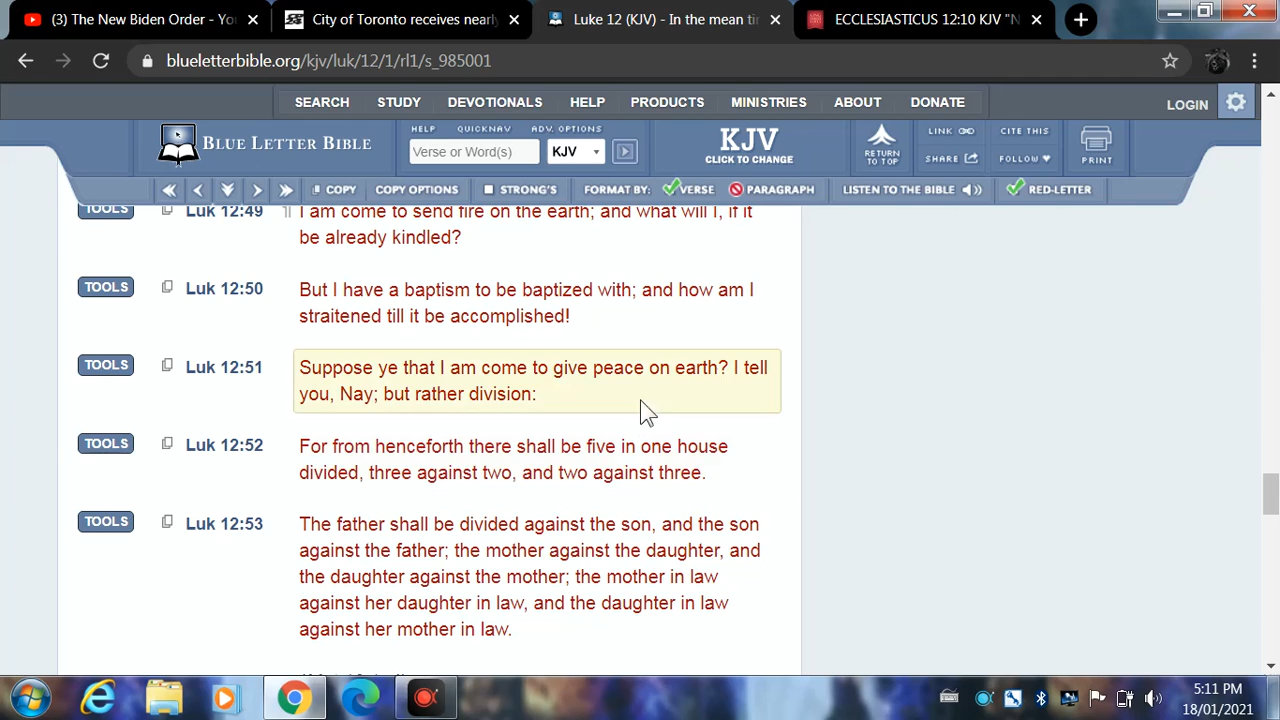 (3) The New Biden Order - Yo
City of Toronto receives nearly
Luke 12 (KJV) - In the mean tir
ECCLESIASTICUS 12:10 KJV "N
blueletterbible.org/kjv/luk/12/1/rl1/s_985001
SEARCH STUDY DEVOTIONALS HELP PRODUCTS MINISTRIES ABOUT DONATE LOGIN
BLUE LETTER BIBLE
HELP QUICKNAV ADV. OPTIONS
Verse or Word(s) KJV
KJV
CLICK TO CHANGE
RETURN
TO TOP
LINK CITE THIS
SHARE FOLLOW
PRINT
COPY COPY OPTIONS STRONG'S FORMAT BY: VERSE PARAGRAPH LISTEN TO THE BIBLE RED-LETTER
TOOLS Luk 12:49 ¶ I am come to send fire on the earth; and what will I, if it
be already kindled?
TOOLS Luk 12:50 But I have a baptism to be baptized with; and how am I
straitened till it be accomplished!
TOOLS Luk 12:51 Suppose ye that I am come to give peace on earth? I tell
you, Nay; but rather division:
TOOLS Luk 12:52 For from henceforth there shall be five in one house
divided, three against two, and two against three.
TOOLS Luk 12:53 The father shall be divided against the son, and the son
against the father; the mother against the daughter, and
the daughter against the mother; the mother in law
against her daughter in law, and the daughter in law
against her mother in law.
5:11 PM
18/01/2021